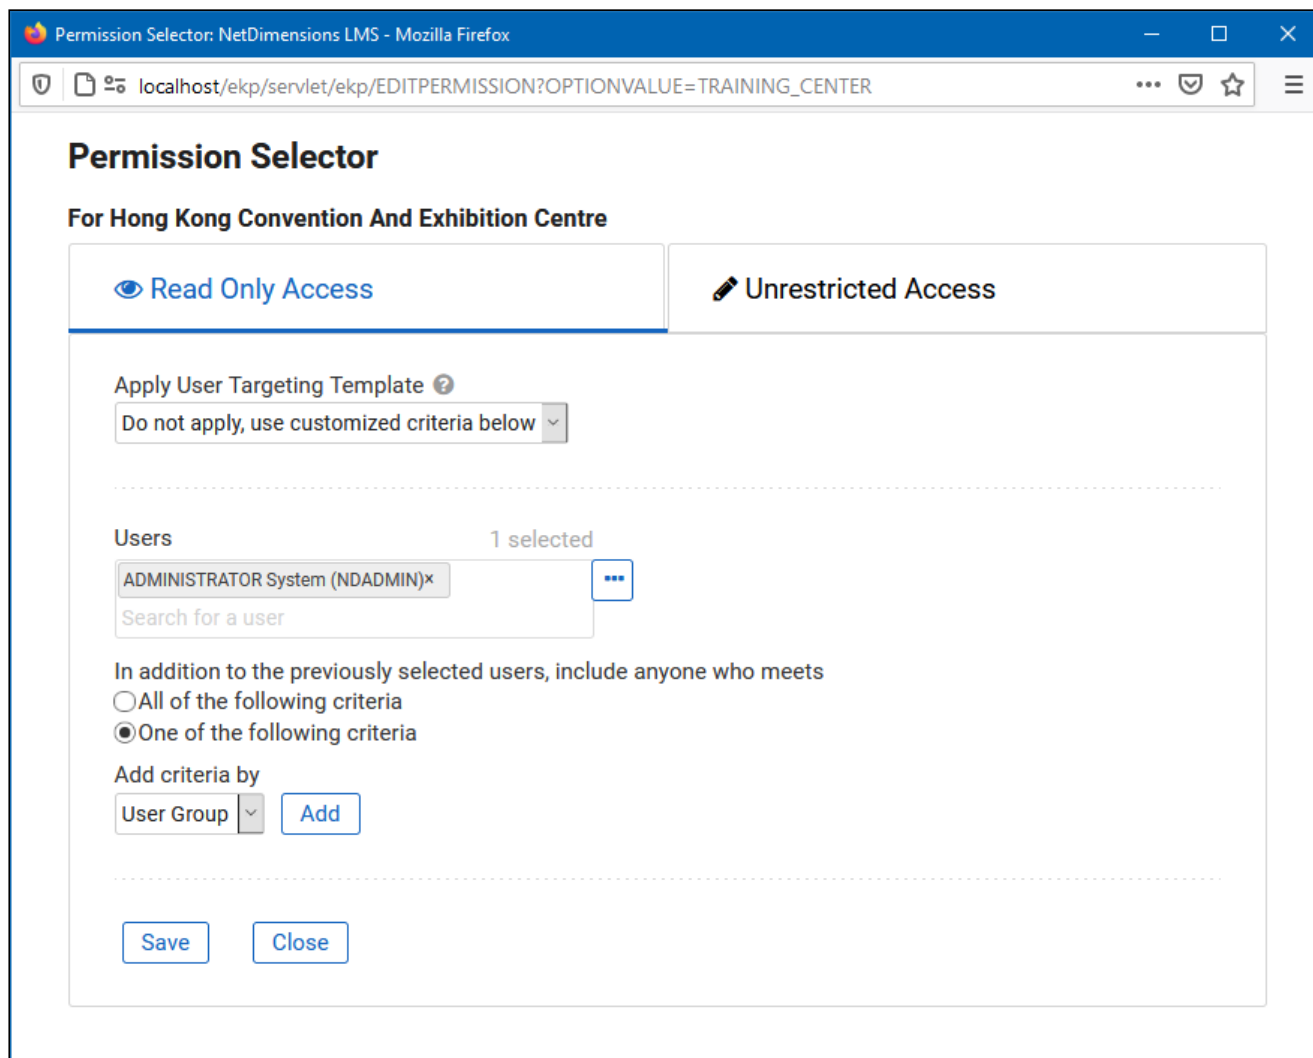 Permission Selector: NetDimensions LMS - Mozilla Firefox
localhost/ekp/servlet/ekp/EDITPERMISSION?OPTIONVALUE=TRAINING_CENTER
Permission Selector
For Hong Kong Convention And Exhibition Centre
Read Only Access
Unrestricted Access
Apply User Targeting Template ?
Do not apply, use customized criteria below
Users 1 selected
ADMINISTRATOR System (NDADMIN)×
Search for a user
In addition to the previously selected users, include anyone who meets
All of the following criteria
One of the following criteria
Add criteria by
User Group Add
Save Close